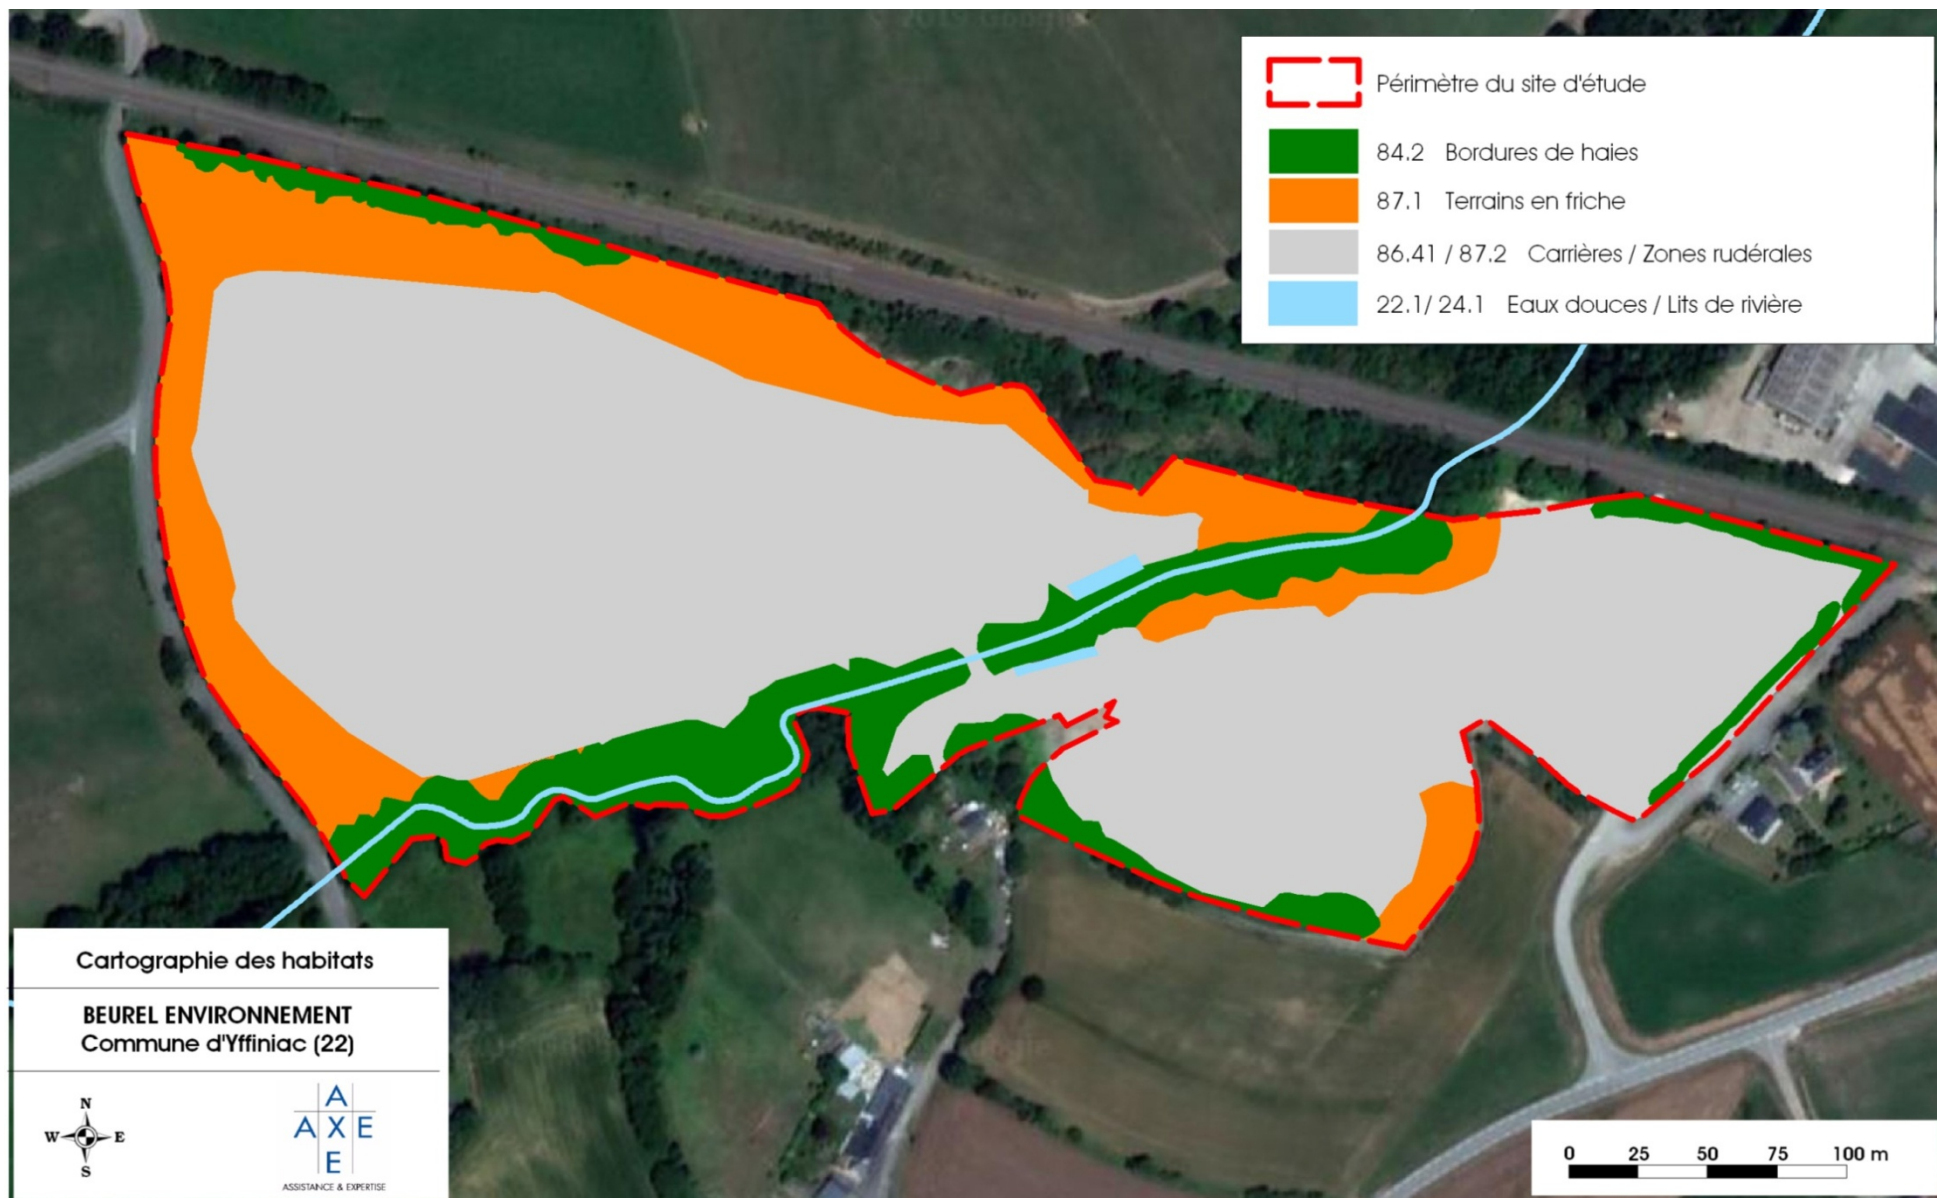 Périmètre du site d'étude
84.2 Bordures de haies
87.1 Terrains en friche
86.41 / 87.2 Carrières / Zones rudérales
22.1/ 24.1 Eaux douces / Lits de rivière
Cartographie des habitats
BEUREL ENVIRONNEMENT
Commune d'Yffiniac (22)
N
W E
S
A
A X E
E
ASSISTANCE & EXPERTISE
0 25 50 75 100 m